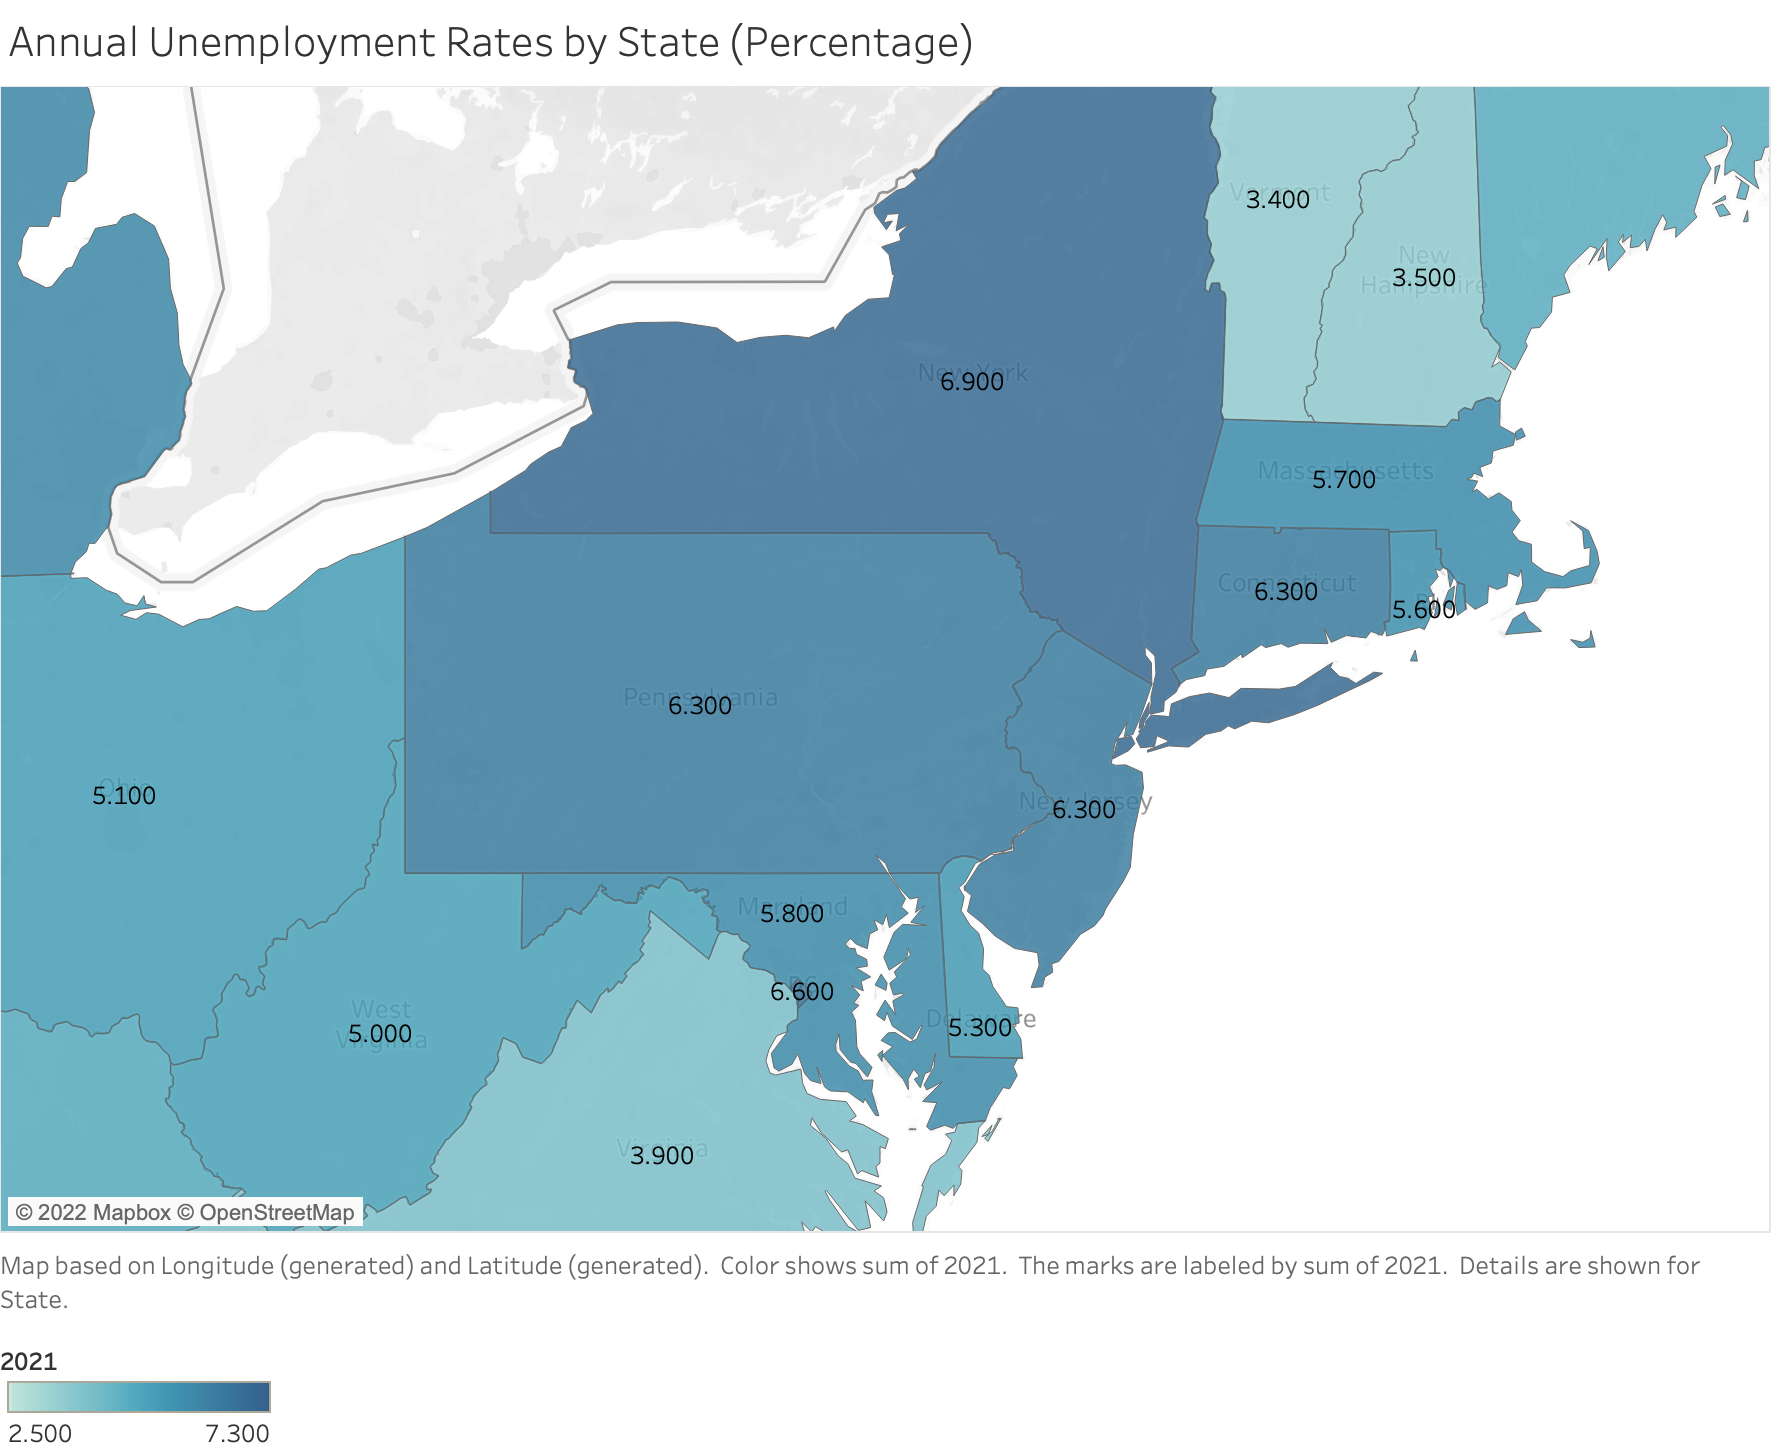 Annual Unemployment Rates by State (Percentage)
Vermont
3.400
New
Hampshire
3.500
New York
6.900
Massachusetts
5.700
Connecticut
6.300
5.600
Pennsylvania
6.300
Ohio
5.100
New Jersey
6.300
Maryland
5.800
DC
6.600
West
Virginia
5.000
Delaware
5.300
Virginia
3.900
© 2022 Mapbox © OpenStreetMap
Map based on Longitude (generated) and Latitude (generated).  Color shows sum of 2021.  The marks are labeled by sum of 2021.  Details are shown for
State.
2021
2.500 7.300